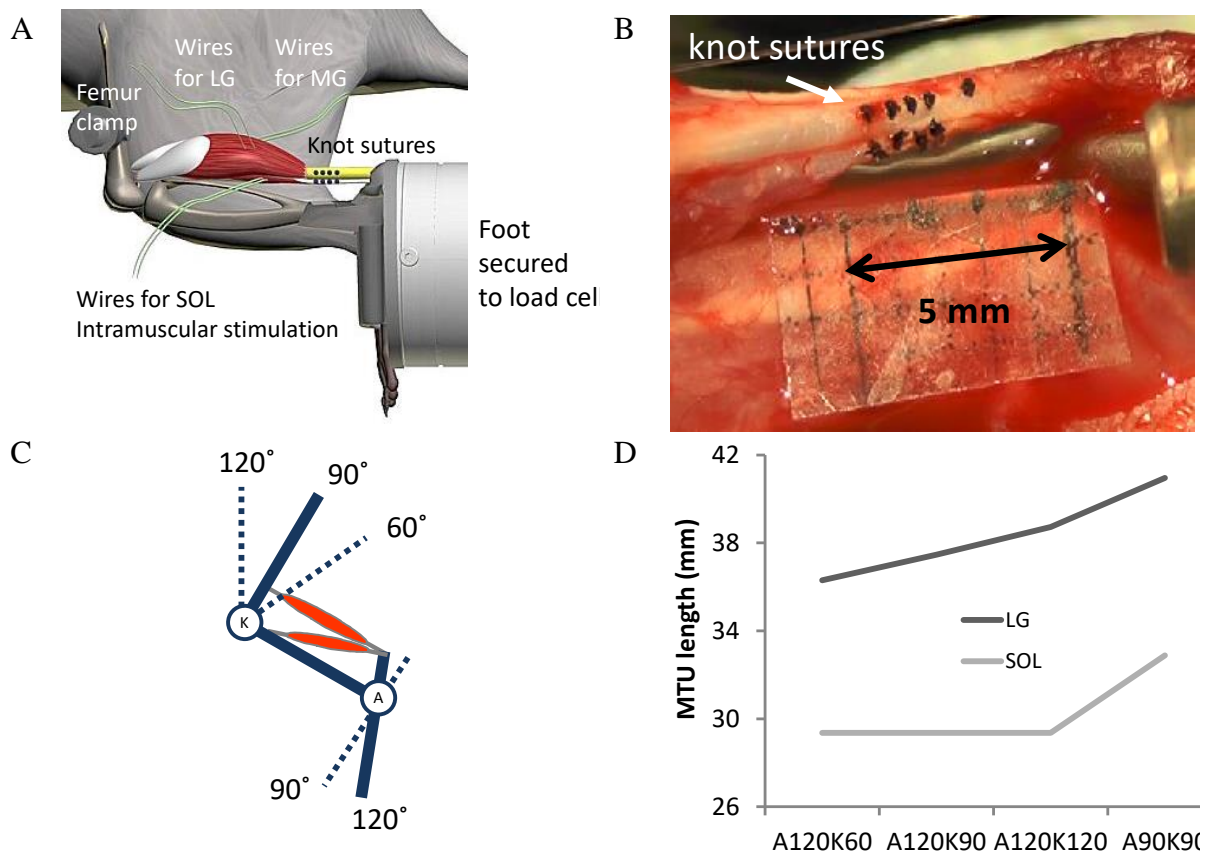 A
Wires
for LG
Wires
for MG
Femur
clamp
Knot sutures
Foot
secured
to load cel
Wires for SOL
Intramuscular stimulation
B
knot sutures
5 mm
C
120˚
90˚
60˚
K
A
90˚
120˚
D
MTU length (mm)
42
38
34
30
26
LG
SOL
A120K60 A120K90 A120K120 A90K90